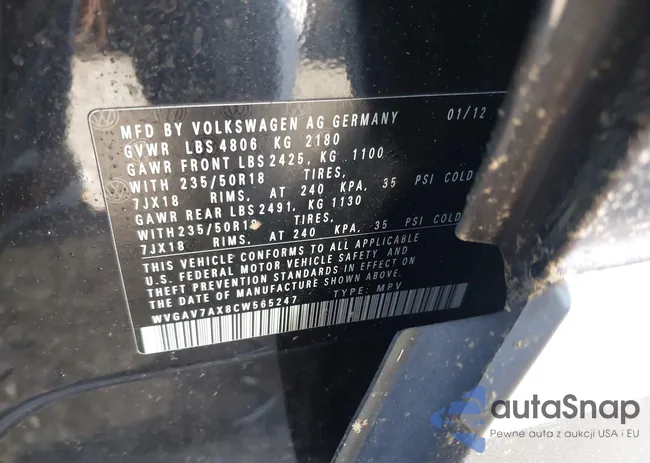 MFD BY VOLKSWAGEN AG GERMANY 01/12
GVWR LBS 4806 KG 2180
GAWR FRONT LBS 2425, KG 1100
WITH 235/50R18 TIRES,
7JX18 RIMS, AT 240 KPA, 35 PSI COLD
GAWR REAR LBS 2491, KG 1130
WITH 235/50R18 TIRES,
7JX18 RIMS, AT 240 KPA, 35 PSI COLD
THIS VEHICLE CONFORMS TO ALL APPLICABLE
U.S. FEDERAL MOTOR VEHICLE SAFETY AND
THEFT PREVENTION STANDARDS IN EFFECT ON
THE DATE OF MANUFACTURE SHOWN ABOVE.
WVGAV7AX8CW565247 TYPE: MPV
autaSnap
Pewne auta z aukcji USA i EU